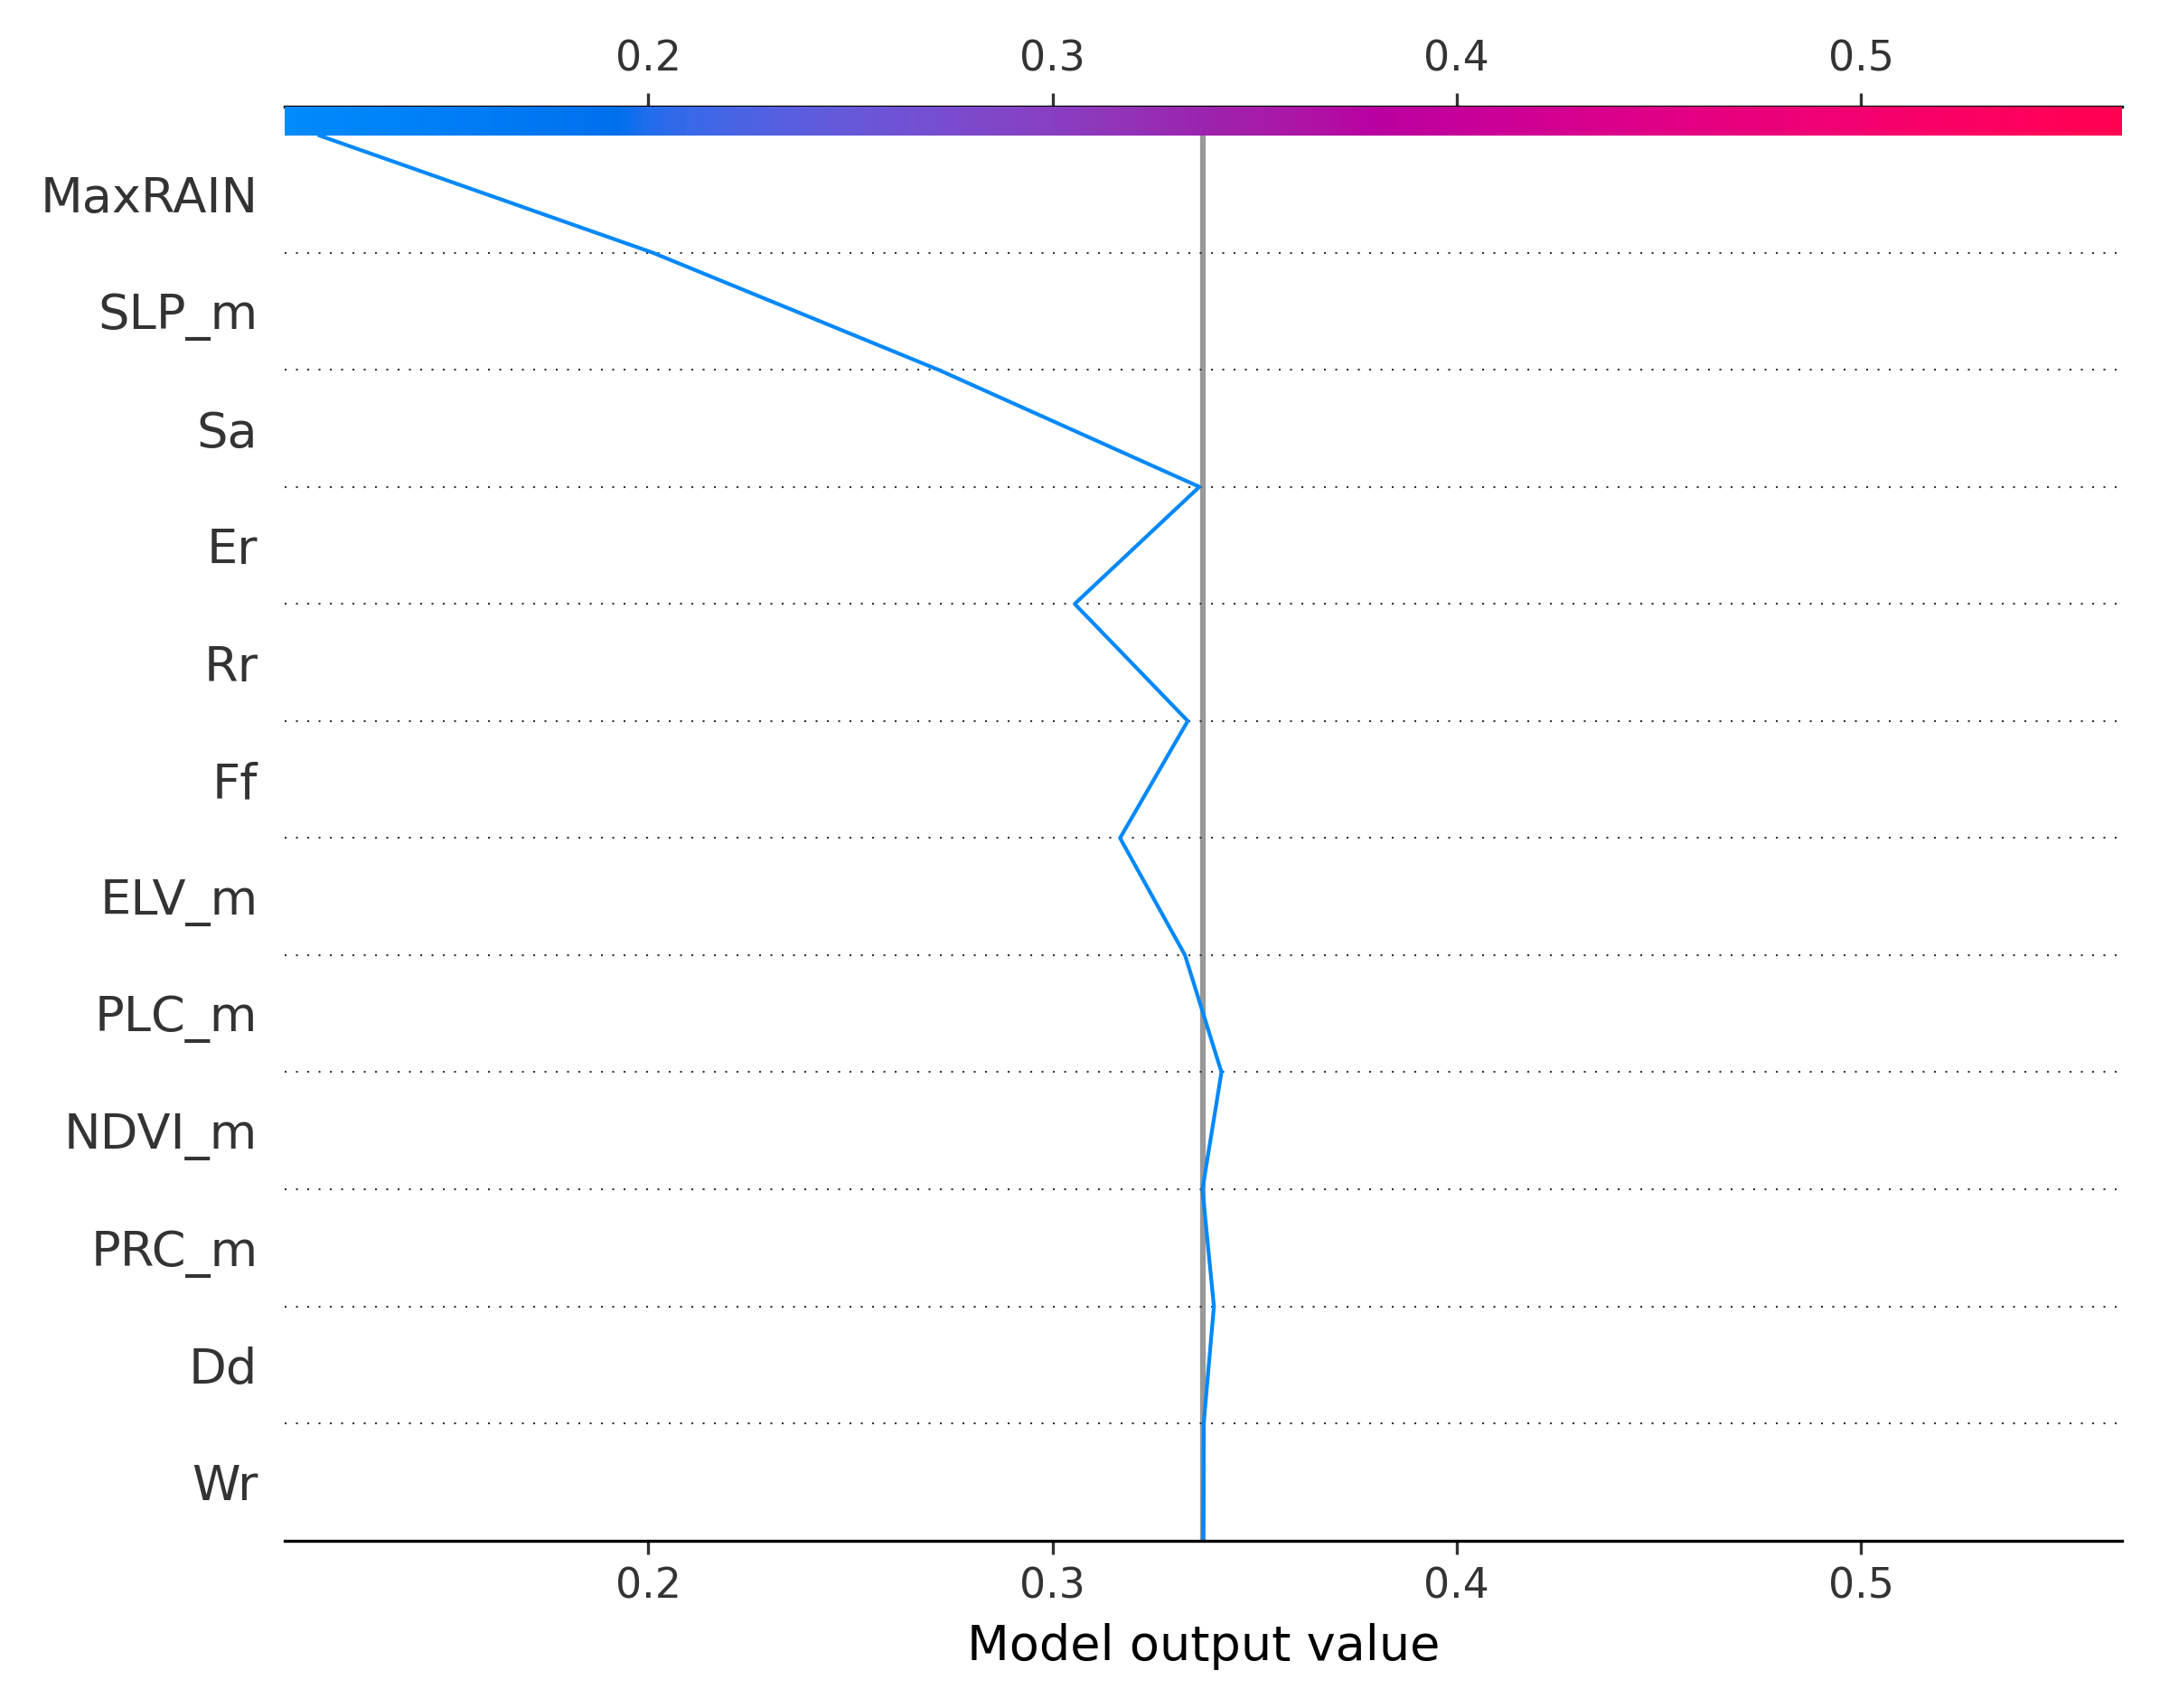 0.2 0.3 0.4 0.5
MaxRAIN
SLP_m
Sa
Er
Rr
Ff
ELV_m
PLC_m
NDVI_m
PRC_m
Dd
Wr
0.2 0.3 0.4 0.5
Model output value